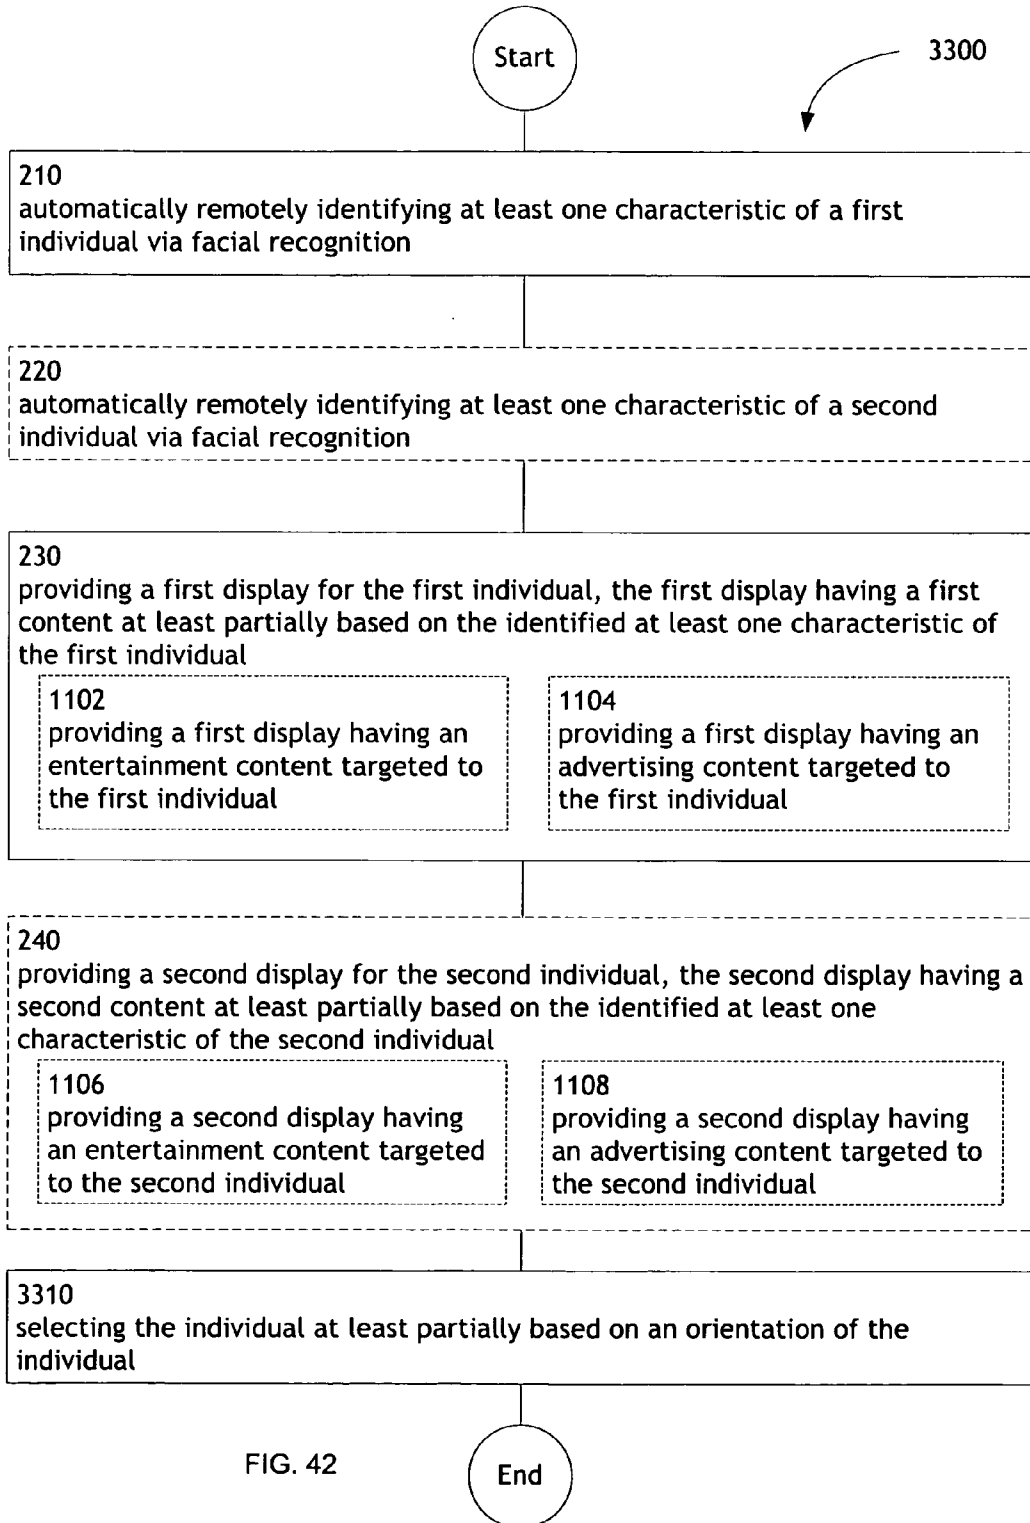 Start
3300
210
automatically remotely identifying at least one characteristic of a first
individual via facial recognition
220
automatically remotely identifying at least one characteristic of a second
individual via facial recognition
230
providing a first display for the first individual, the first display having a first
content at least partially based on the identified at least one characteristic of
the first individual
1102
providing a first display having an
entertainment content targeted to
the first individual
1104
providing a first display having an
advertising content targeted to
the first individual
240
providing a second display for the second individual, the second display having a
second content at least partially based on the identified at least one
characteristic of the second individual
1106
providing a second display having
an entertainment content targeted
to the second individual
1108
providing a second display having
an advertising content targeted to
the second individual
3310
selecting the individual at least partially based on an orientation of the
individual
FIG. 42
End